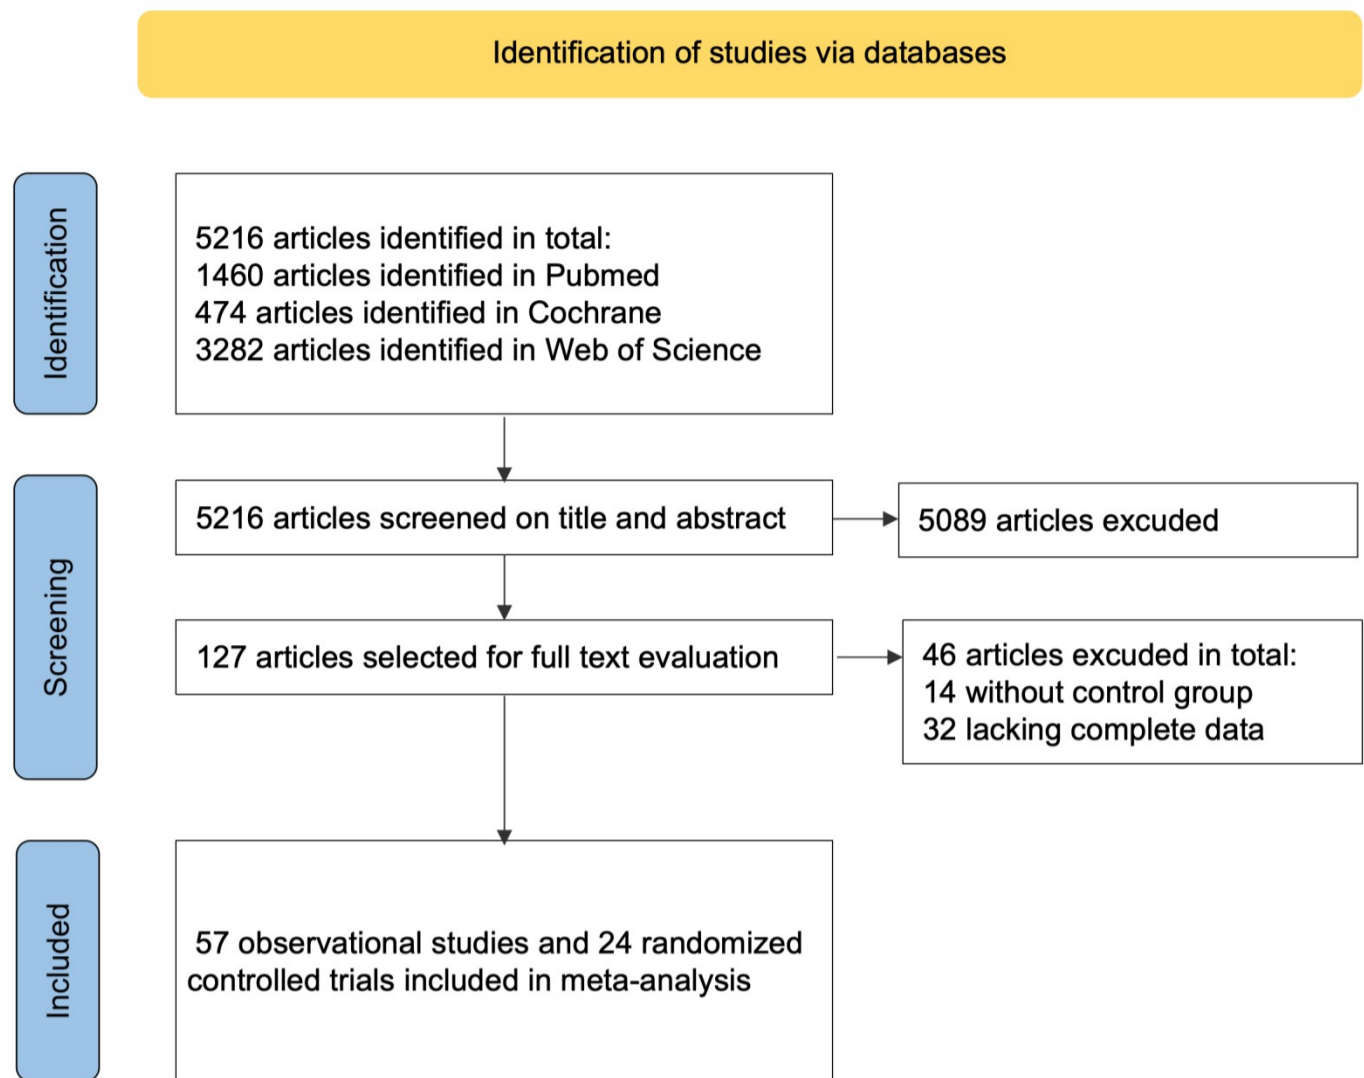 Identification of studies via databases
Identification
5216 articles identified in total:
1460 articles identified in Pubmed
474 articles identified in Cochrane
3282 articles identified in Web of Science
Screening
5216 articles screened on title and abstract
5089 articles excuded
127 articles selected for full text evaluation
46 articles excuded in total:
14 without control group
32 lacking complete data
Included
57 observational studies and 24 randomized
controlled trials included in meta-analysis